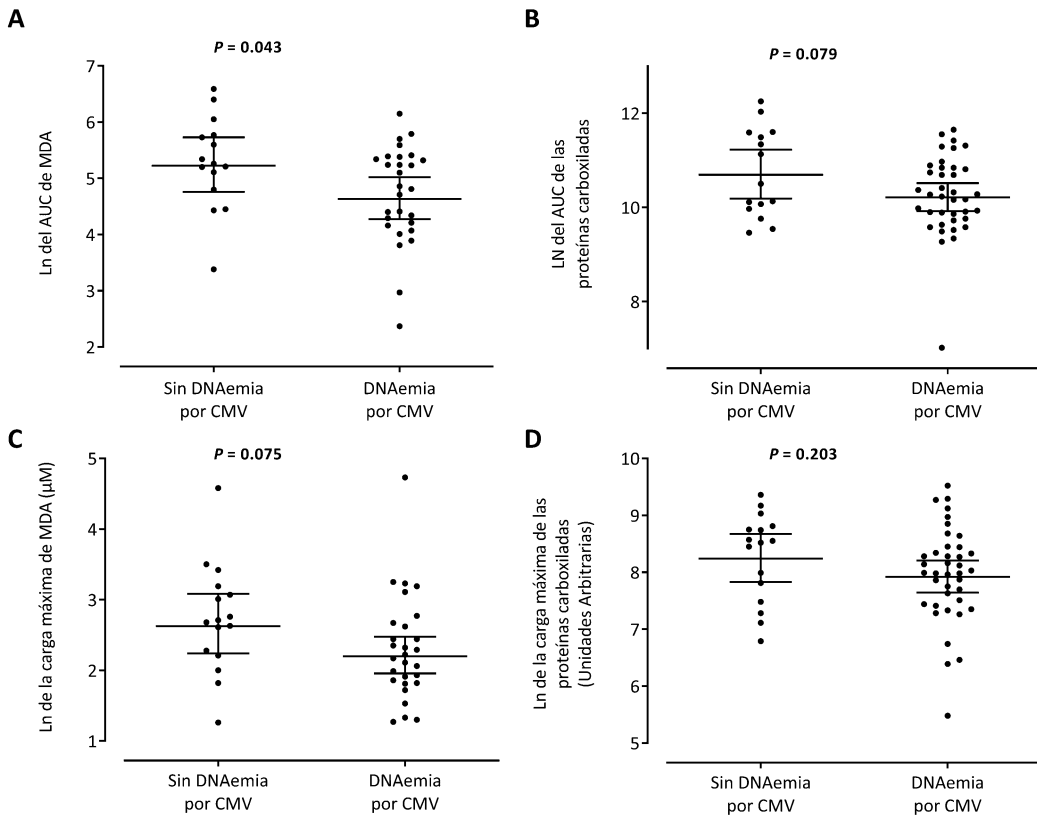 A
P = 0.043
Ln del AUC de MDA
7
6
5
4
3
2
Sin DNAemia
por CMV
DNAemia
por CMV
B
P = 0.079
LN del AUC de las
proteínas carboxiladas
12
10
8
Sin DNAemia
por CMV
DNAemia
por CMV
C
P = 0.075
Ln de la carga máxima de MDA (µM)
5
4
3
2
1
Sin DNAemia
por CMV
DNAemia
por CMV
D
P = 0.203
Ln de la carga máxima de las
proteínas carboxiladas
(Unidades Arbitrarias)
10
9
8
7
6
5
Sin DNAemia
por CMV
DNAemia
por CMV